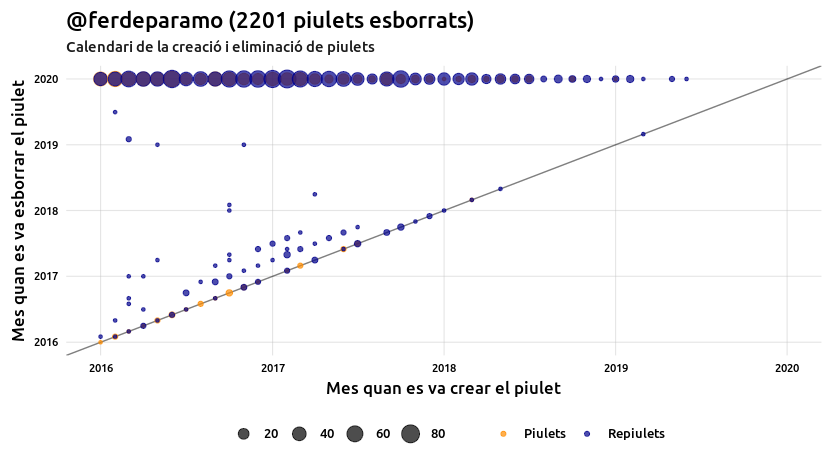 @ferdeparamo (2201 piulets esborrats)
Calendari de la creació i eliminació de piulets
Mes quan es va esborrar el piulet
2020
2019
2018
2017
2016
2016 2017 2018 2019 2020
Mes quan es va crear el piulet
20 40 60 80 Piulets Repiulets